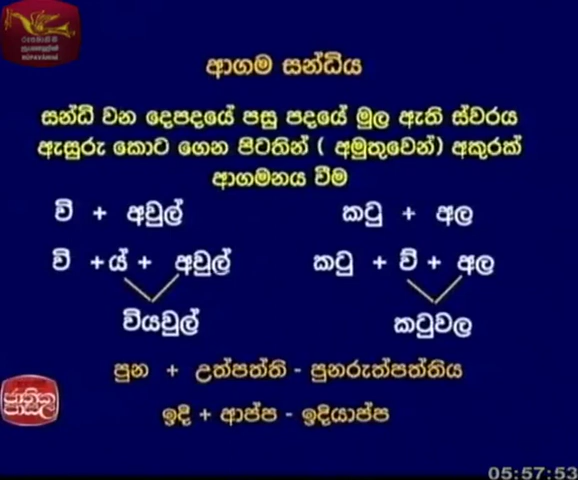 ආගම සන්ධිය
සන්ධි වන දෙපදයේ පසු පදයේ මුල ඇති ස්වරය
ඇසුරු කොට ගෙන පිටතින් ( අමුතුවෙන්) අකුරක්
ආගමනය වීම
වි + අවුල් කටු + අල
වි + ය් + අවුල් කටු + ව් + අල
වියවුල් කටුවල
පුන + උත්පත්ති - පුනරුත්පත්තිය
ජාතික
පාසල
ඉදි + ආප්ප - ඉදියාප්ප
05:57:53